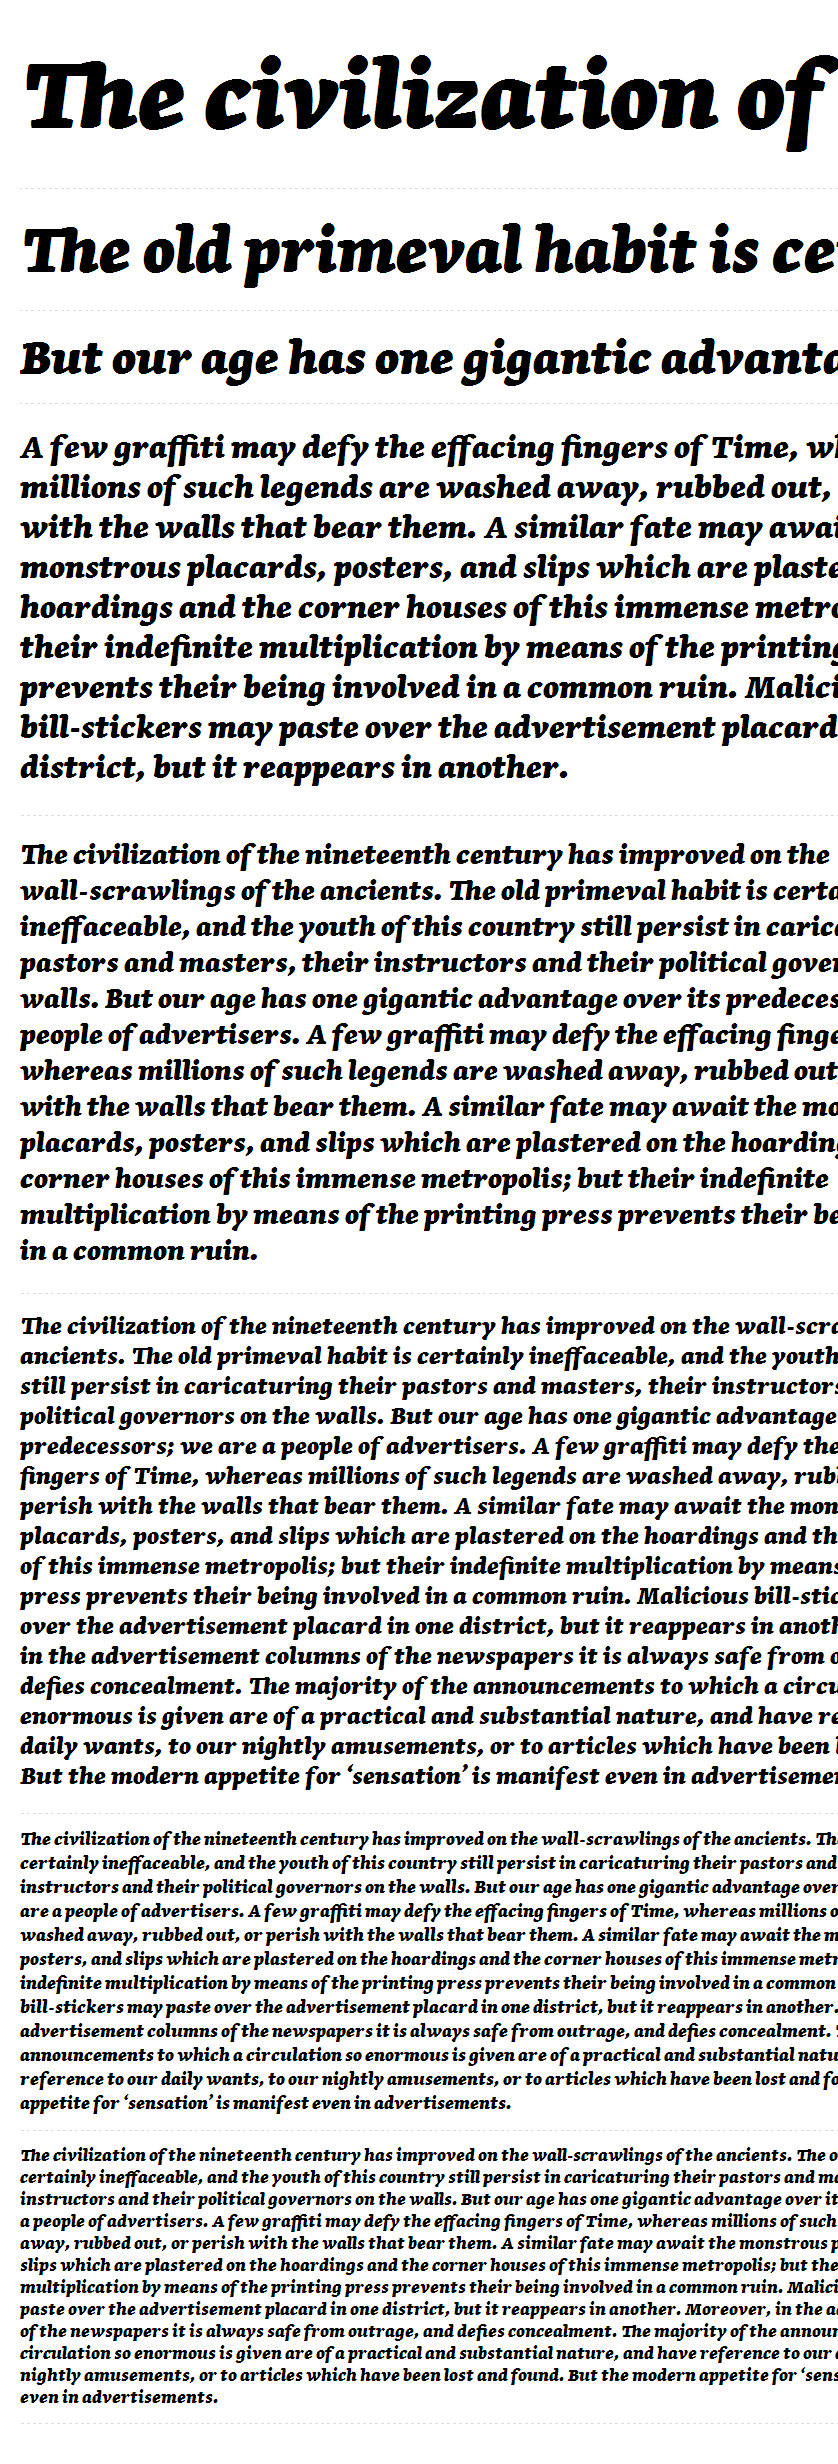 The civilization of
The old primeval habit is ce
But our age has one gigantic advanta
A few graffiti may defy the effacing fingers of Time, wh
millions of such legends are washed away, rubbed out,
with the walls that bear them. A similar fate may awai
monstrous placards, posters, and slips which are plaste
hoardings and the corner houses of this immense metro
their indefinite multiplication by means of the printing
prevents their being involved in a common ruin. Malici
bill-stickers may paste over the advertisement placard
district, but it reappears in another.
The civilization of the nineteenth century has improved on the
wall-scrawlings of the ancients. The old primeval habit is certa
ineffaceable, and the youth of this country still persist in carica
pastors and masters, their instructors and their political gover
walls. But our age has one gigantic advantage over its predeces
people of advertisers. A few graffiti may defy the effacing finge
whereas millions of such legends are washed away, rubbed out
with the walls that bear them. A similar fate may await the mo
placards, posters, and slips which are plastered on the hoarding
corner houses of this immense metropolis; but their indefinite
multiplication by means of the printing press prevents their be
in a common ruin.
The civilization of the nineteenth century has improved on the wall-scra
ancients. The old primeval habit is certainly ineffaceable, and the youth
still persist in caricaturing their pastors and masters, their instructors
political governors on the walls. But our age has one gigantic advantage
predecessors; we are a people of advertisers. A few graffiti may defy the
fingers of Time, whereas millions of such legends are washed away, rubb
perish with the walls that bear them. A similar fate may await the mon
placards, posters, and slips which are plastered on the hoardings and th
of this immense metropolis; but their indefinite multiplication by means
press prevents their being involved in a common ruin. Malicious bill-stic
over the advertisement placard in one district, but it reappears in anoth
in the advertisement columns of the newspapers it is always safe from o
defies concealment. The majority of the announcements to which a circu
enormous is given are of a practical and substantial nature, and have re
daily wants, to our nightly amusements, or to articles which have been l
But the modern appetite for ‘sensation’ is manifest even in advertisemen
The civilization of the nineteenth century has improved on the wall-scrawlings of the ancients. Th
certainly ineffaceable, and the youth of this country still persist in caricaturing their pastors and
instructors and their political governors on the walls. But our age has one gigantic advantage over
are a people of advertisers. A few graffiti may defy the effacing fingers of Time, whereas millions o
washed away, rubbed out, or perish with the walls that bear them. A similar fate may await the m
posters, and slips which are plastered on the hoardings and the corner houses of this immense metr
indefinite multiplication by means of the printing press prevents their being involved in a common
bill-stickers may paste over the advertisement placard in one district, but it reappears in another.
advertisement columns of the newspapers it is always safe from outrage, and defies concealment. T
announcements to which a circulation so enormous is given are of a practical and substantial natu
reference to our daily wants, to our nightly amusements, or to articles which have been lost and fo
appetite for ‘sensation’ is manifest even in advertisements.
The civilization of the nineteenth century has improved on the wall-scrawlings of the ancients. The o
certainly ineffaceable, and the youth of this country still persist in caricaturing their pastors and ma
instructors and their political governors on the walls. But our age has one gigantic advantage over it
a people of advertisers. A few graffiti may defy the effacing fingers of Time, whereas millions of such
away, rubbed out, or perish with the walls that bear them. A similar fate may await the monstrous p
slips which are plastered on the hoardings and the corner houses of this immense metropolis; but the
multiplication by means of the printing press prevents their being involved in a common ruin. Malici
paste over the advertisement placard in one district, but it reappears in another. Moreover, in the a
of the newspapers it is always safe from outrage, and defies concealment. The majority of the announ
circulation so enormous is given are of a practical and substantial nature, and have reference to our
nightly amusements, or to articles which have been lost and found. But the modern appetite for ‘sens
even in advertisements.